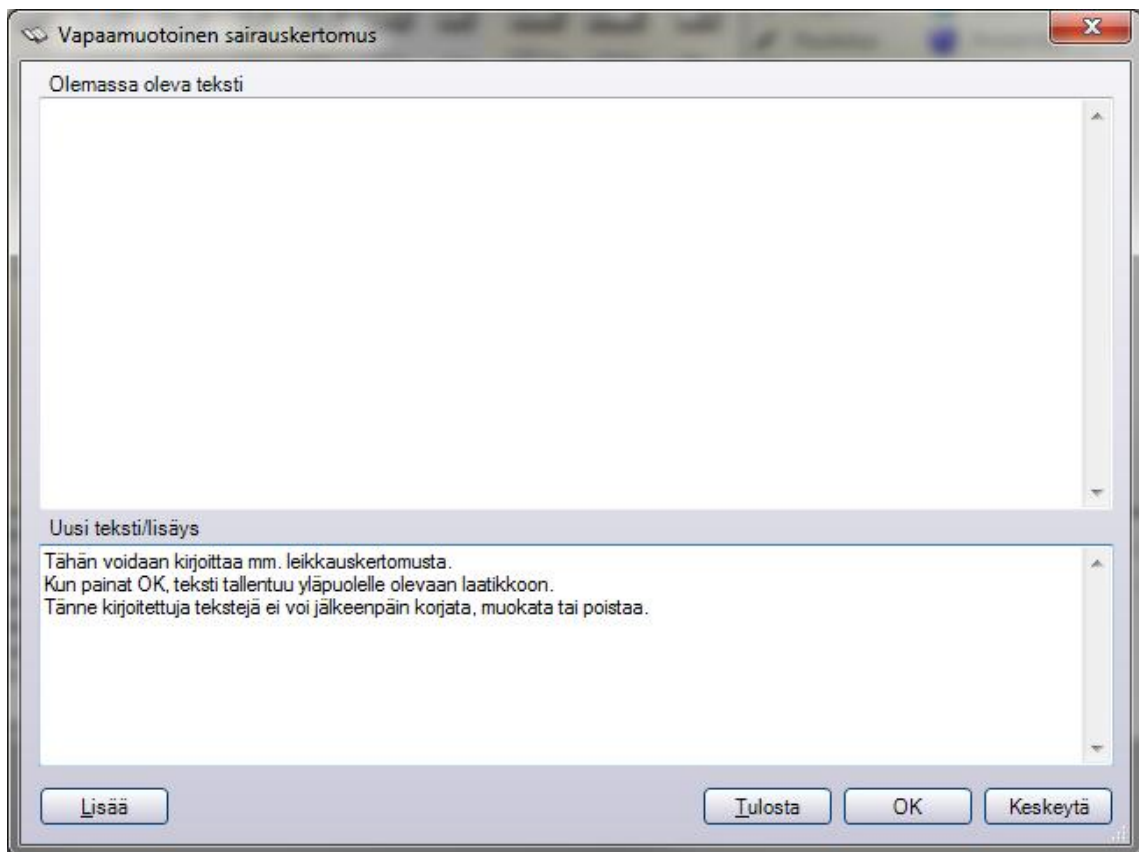 Vapaamuotoinen sairauskertomus
Olemassa oleva teksti
Uusi teksti/lisäys
Tähän voidaan kirjoittaa mm. leikkauskertomusta.
Kun painat OK, teksti tallentuu yläpuolelle olevaan laatikkoon.
Tänne kirjoitettuja tekstejä ei voi jälkeenpäin korjata, muokata tai poistaa.
Lisää
Tulosta
OK
Keskeytä